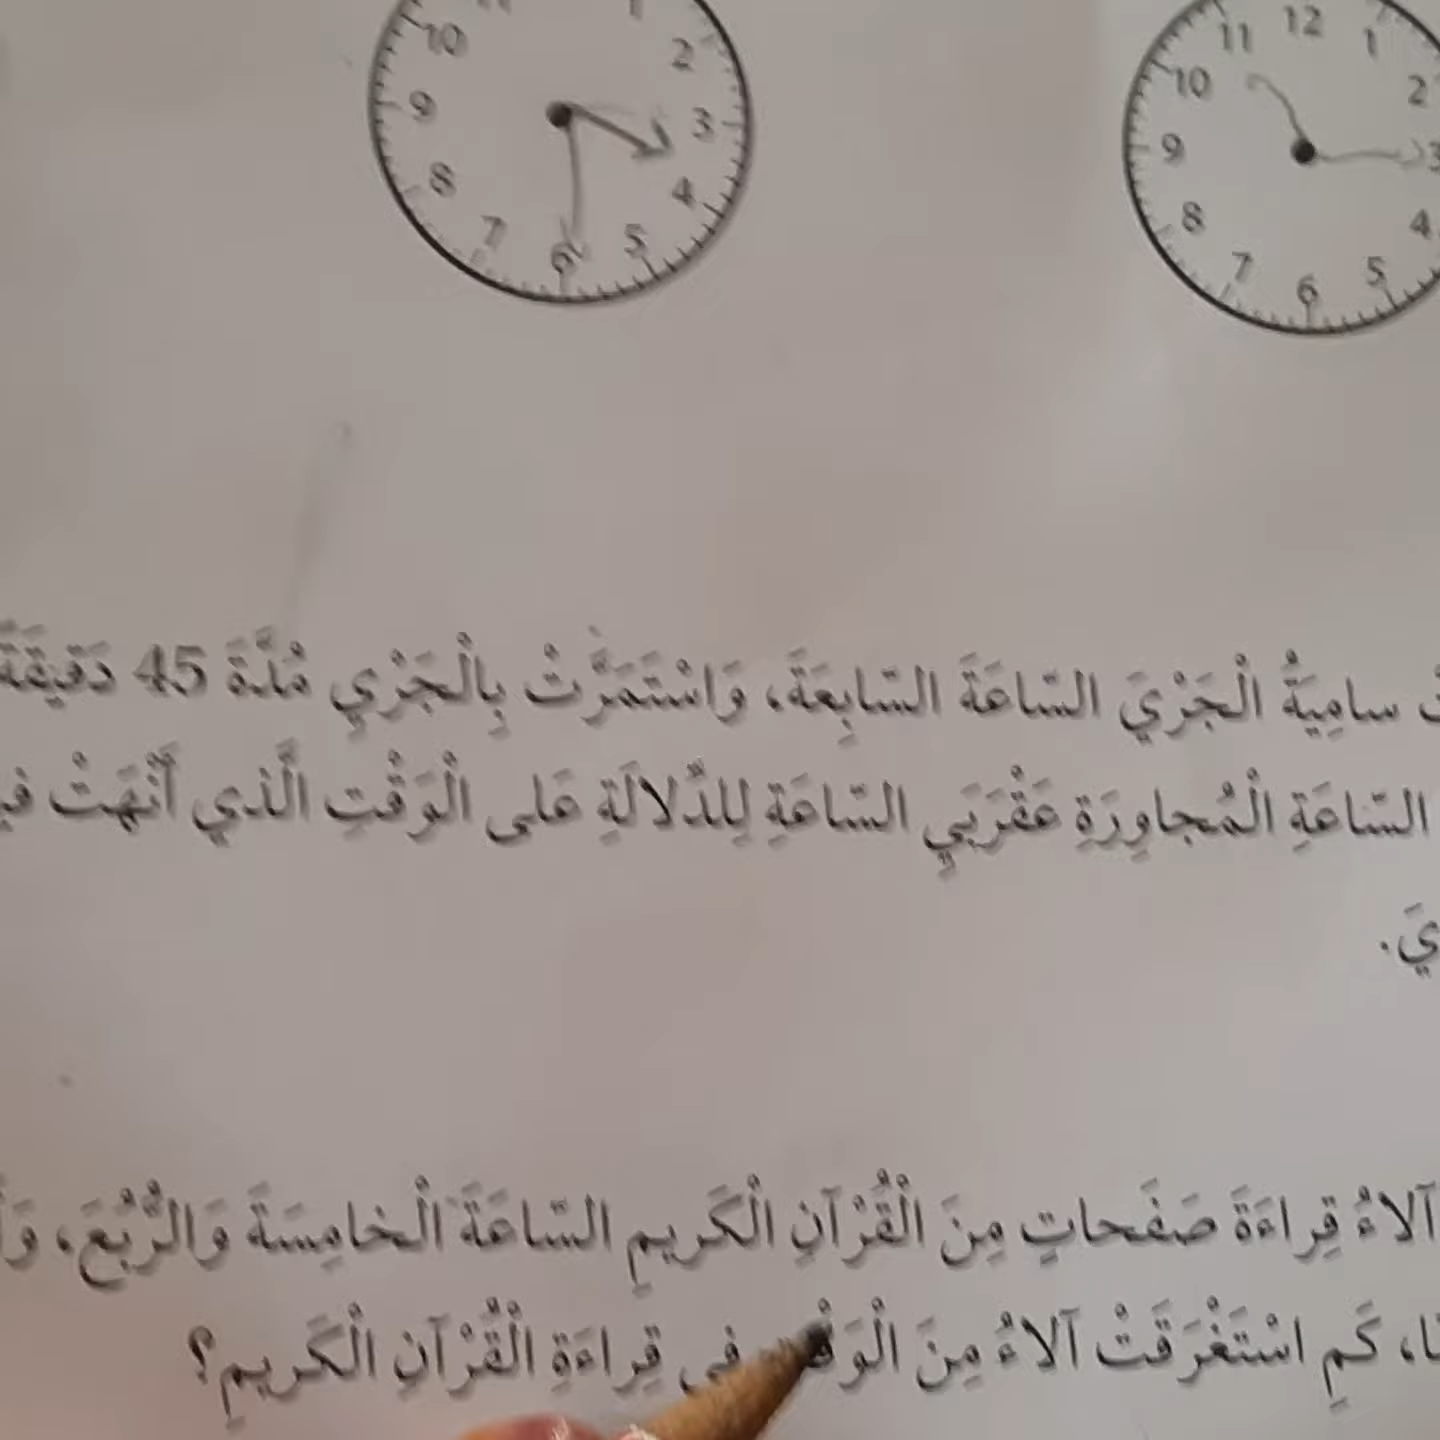 10 1 2 9 3 8 4 7 6 5
11 12 1 10 2 9 3 8 4 7 6 5
سامِيَةُ الْجَرْيَ السّاعَةَ السّابِعَةَ، وَاسْتَمَرَّتْ بِالْجَرْيِ مُدَّةَ 45 دَقيقَةً
السّاعَةِ الْمُجاوِرَةِ عَقْرَبَيِ السّاعَةِ لِلدَّلالَةِ عَلى الْوَقْتِ الَّذي أَنْهَتْ
آلاءُ قِراءَةَ صَفَحاتٍ مِنَ الْقُرْآنِ الْكَريمِ السّاعَةَ الْخامِسَةَ وَالرُّبْعَ،
كَمِ اسْتَغْرَقَتْ آلاءُ مِنَ في قِراءَةِ الْقُرْآنِ الْكَريمِ؟